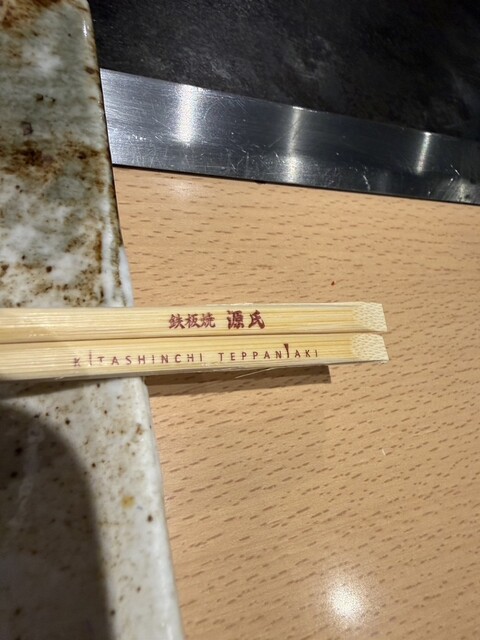 鉄板焼 源氏
KITASHINCHI TEPPANYAKI